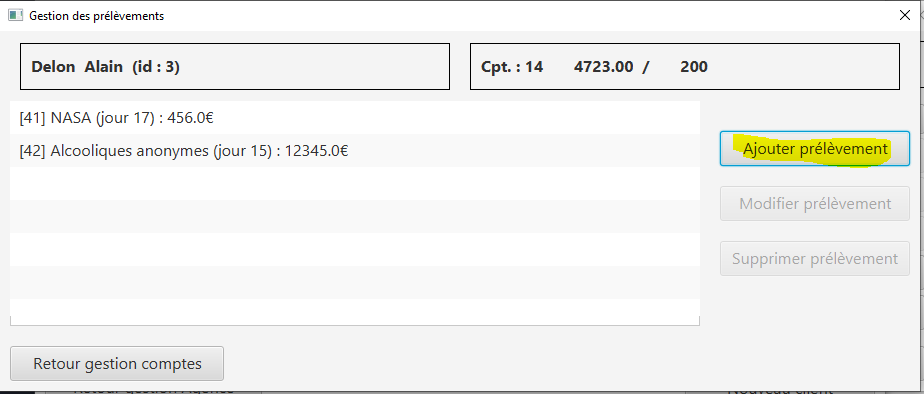 Gestion des prélèvements
Delon Alain (id : 3)
Cpt. : 14 4723.00 / 200
[41] NASA (jour 17) : 456.0€
[42] Alcooliques anonymes (jour 15) : 12345.0€
Ajouter prélèvement
Modifier prélèvement
Supprimer prélèvement
Retour gestion comptes